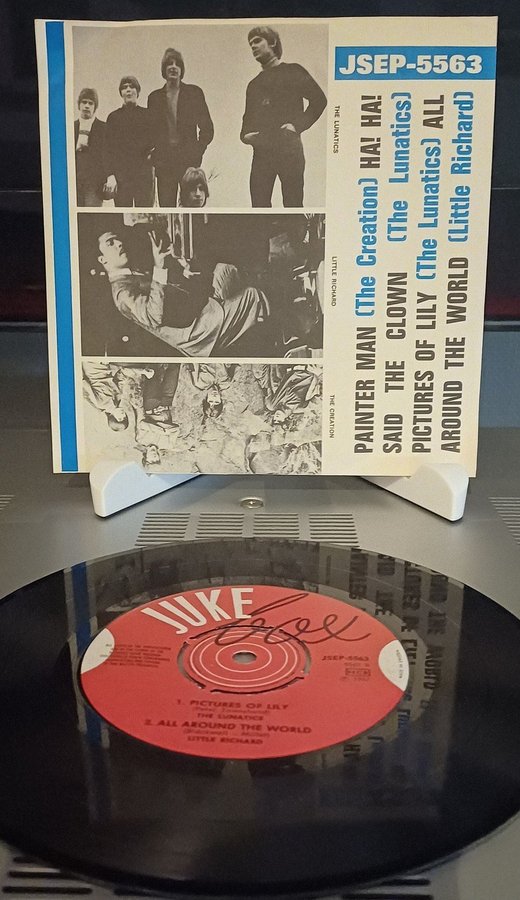 JSEP-5563
PAINTER MAN (The Creation) HA! HA!
SAID THE CLOWN (The Lunatics)
PICTURES OF LILY (The Lunatics) ALL
AROUND THE WORLD (Little Richard)
THE LUNATICS
LITTLE RICHARD
THE CREATION
JUKE
box
JSEP-5563
1. PICTURES OF LILY
THE LUNATICS
2. ALL AROUND THE WORLD
LITTLE RICHARD